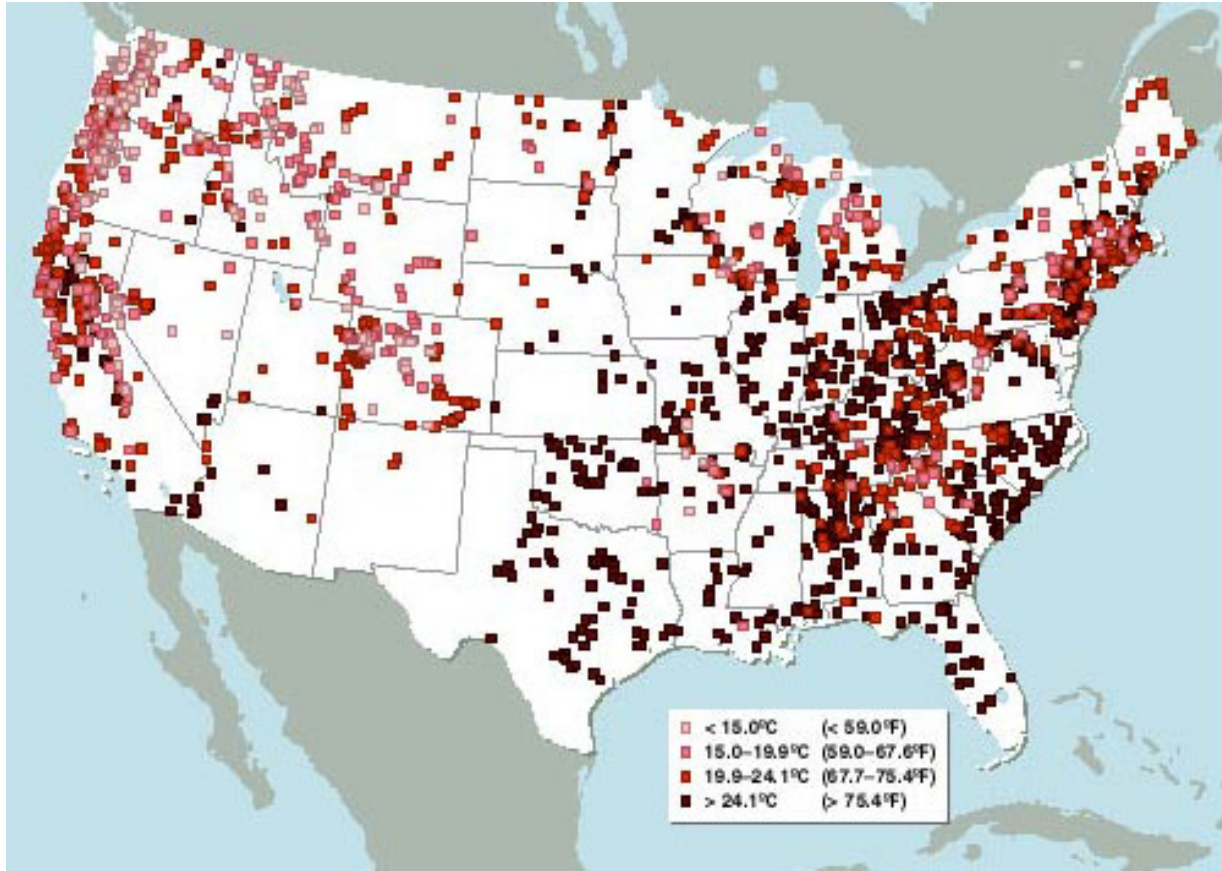 < 15.0ºC (< 59.0ºF)
15.0–19.9ºC (59.0–67.6ºF)
19.9–24.1ºC (67.7–75.4ºF)
> 24.1ºC (> 75.4ºF)